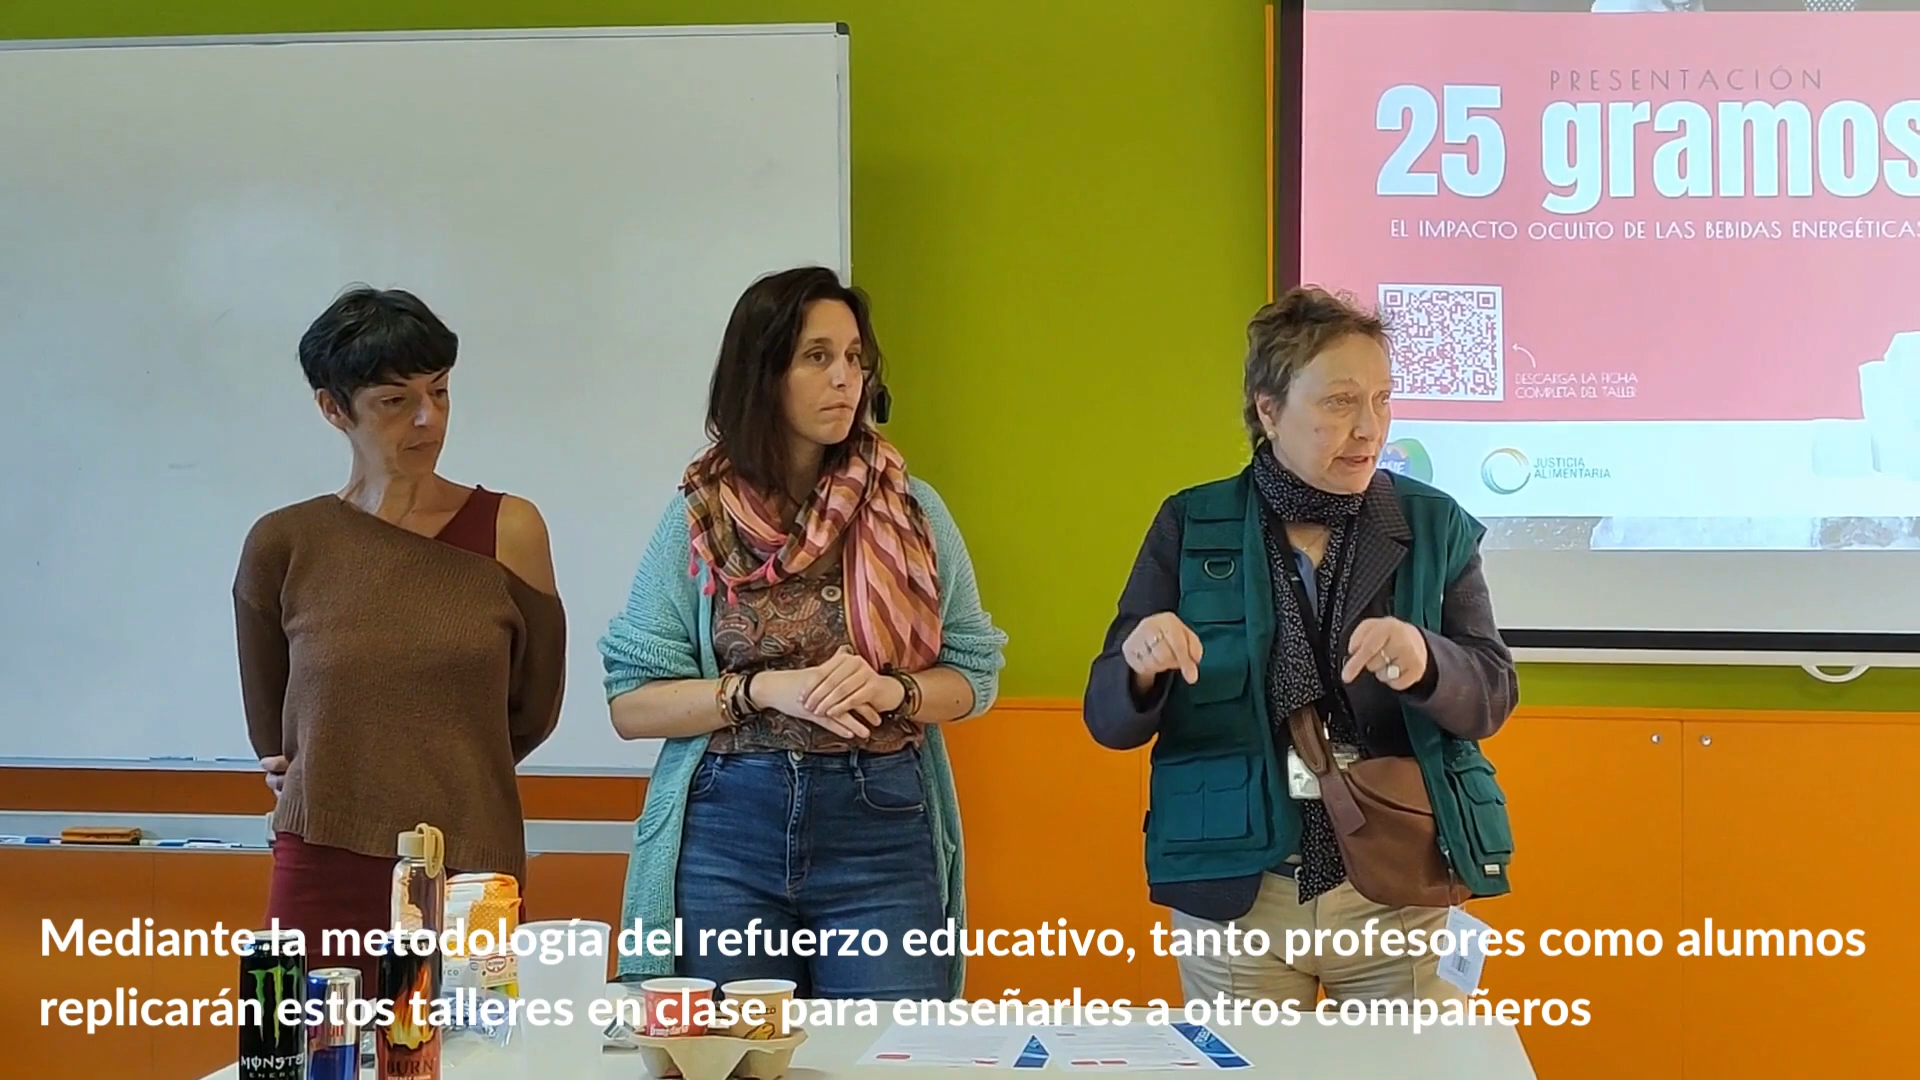 PRESENTACIÓN
25 gramos
EL IMPACTO OCULTO DE LAS BEBIDAS ENERGÉTICAS
DESCARGA LA FICHA
COMPLETA DEL TALLER
JUSTICIA
ALIMENTARIA
Mediante la metodología del refuerzo educativo, tanto profesores como alumnos
replicarán estos talleres en clase para enseñarles a otros compañeros
MONSTE
ENERG
BURN